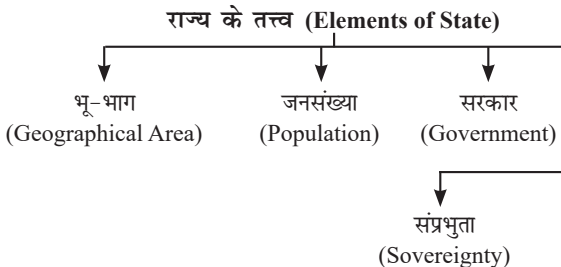 राज्य के तत्त्व (Elements of State)
भू-भाग
(Geographical Area)
जनसंख्या
(Population)
सरकार
(Government)
संप्रभुता
(Sovereignty)